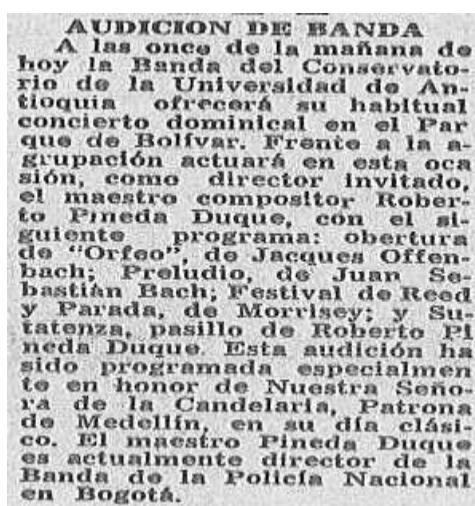 AUDICION DE BANDA
A las once de la mañana de
hoy la Banda del Conservato-
rio de la Universidad de An-
tioquia ofrecerá su habitual
concierto dominical en el Par
que de Bolívar. Frente a la a-
grupación actuará en esta oca
sión, como director invitado,
el maestro compositor Rober-
to Pineda Duque, con el si-
guiente programa: obertura
de "Orfeo", de Jacques Offen-
bach; Preludio, de Juan Se-
bastián Bach; Festival de Reed
y Parada, de Morrisey; y Su-
tatenza, pasillo de Roberto Pi
neda Duque. Esta audición ha
sido programada especialmen
te en honor de Nuestra Seño-
ra de la Candelaria, Patrona
de Medellín, en su día clási-
co. El maestro Pineda Duque
es actualmente director de la
Banda de la Policía Nacional
en Bogotá.